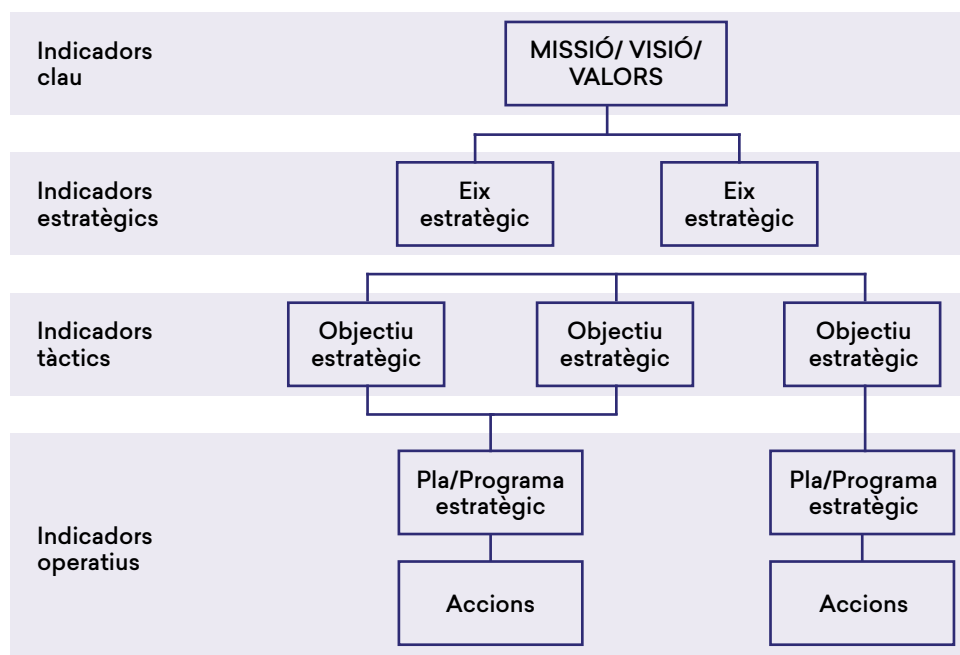 Indicadors
clau
MISSIÓ/ VISIÓ/
VALORS
Indicadors
estratègics
Eix
estratègic
Eix
estratègic
Indicadors
tàctics
Objectiu
estratègic
Objectiu
estratègic
Objectiu
estratègic
Indicadors
operatius
Pla/Programa
estratègic
Pla/Programa
estratègic
Accions
Accions